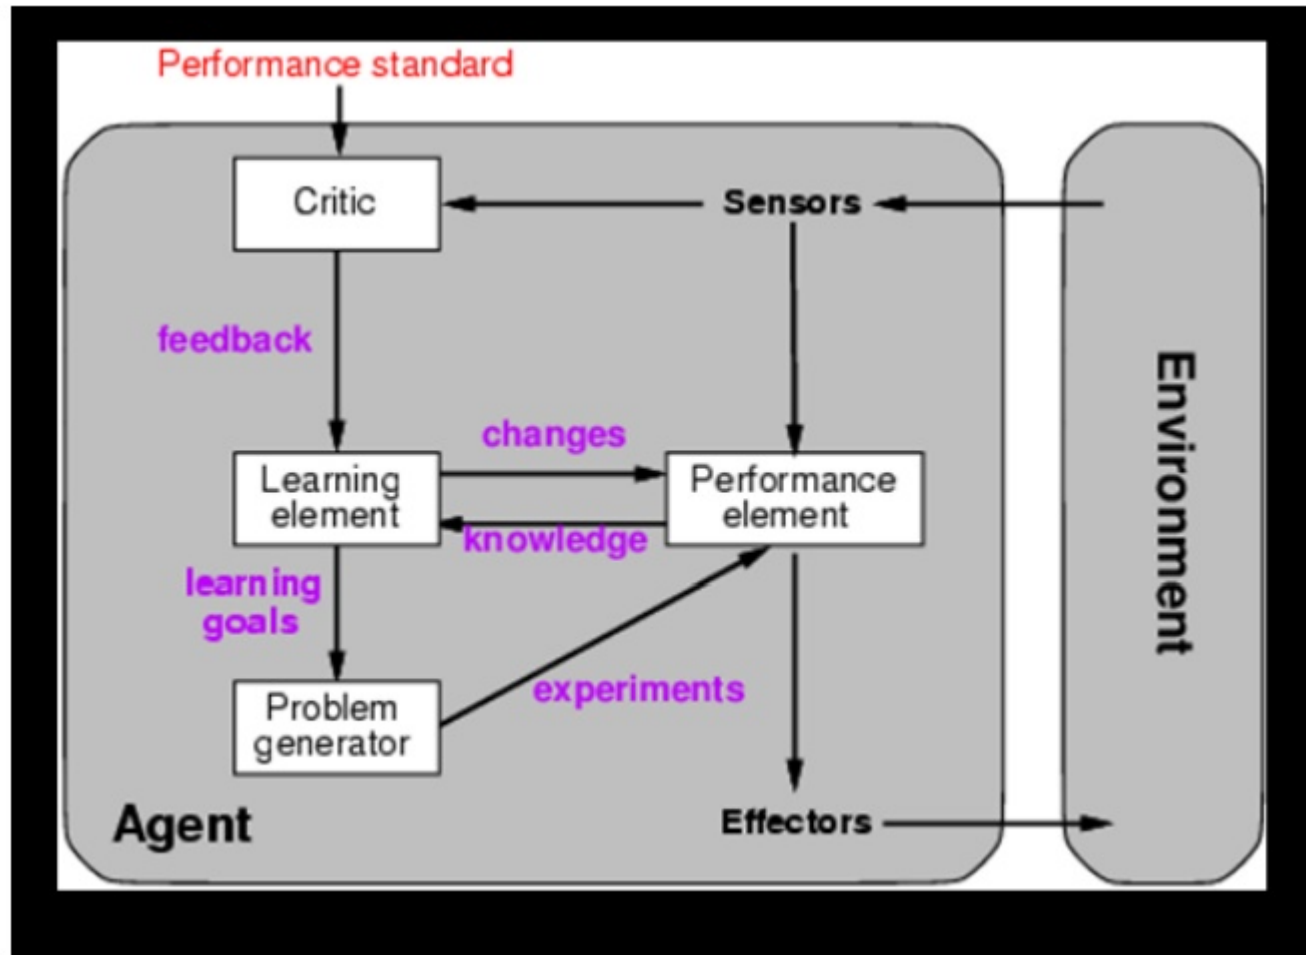 Performance standard
Critic
Sensors
feedback
changes
Learning
element
Performance
element
knowledge
learning
goals
experiments
Problem
generator
Agent
Effectors
Environment